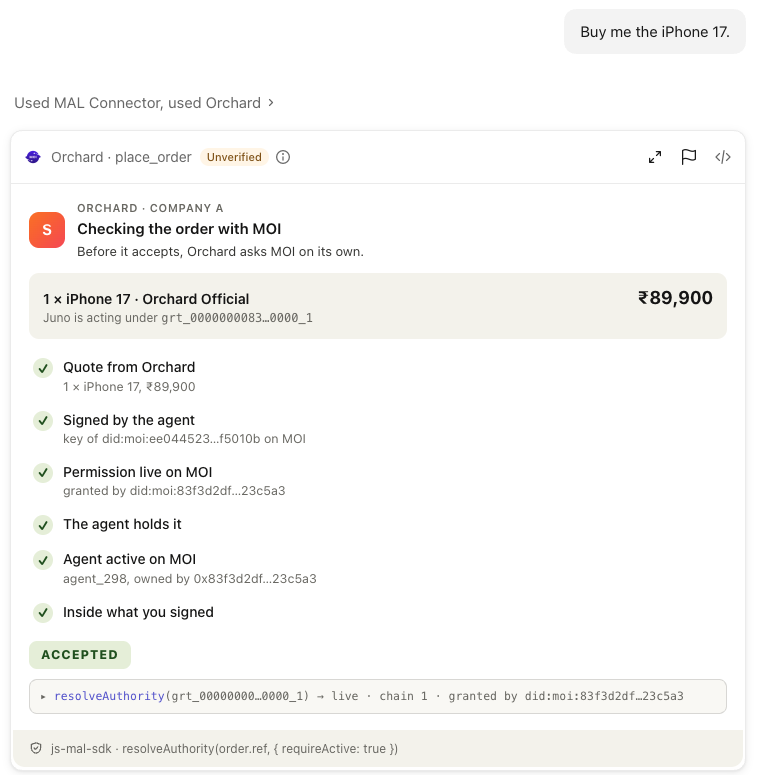 Buy me the iPhone 17.
Used MAL Connector, used Orchard >
Orchard · place_order Unverified
ORCHARD · COMPANY A
S
Checking the order with MOI
Before it accepts, Orchard asks MOI on its own.
1 × iPhone 17 · Orchard Official ₹89,900
Juno is acting under grt_0000000083…0000_1
Quote from Orchard
1 × iPhone 17, ₹89,900
Signed by the agent
key of did:moi:ee044523…f5010b on MOI
Permission live on MOI
granted by did:moi:83f3d2df…23c5a3
The agent holds it
Agent active on MOI
agent_298, owned by 0x83f3d2df…23c5a3
Inside what you signed
ACCEPTED
▸ resolveAuthority(grt_00000000…0000_1) → live · chain 1 · granted by did:moi:83f3d2df…23c5a3
js-mal-sdk · resolveAuthority(order.ref, { requireActive: true })